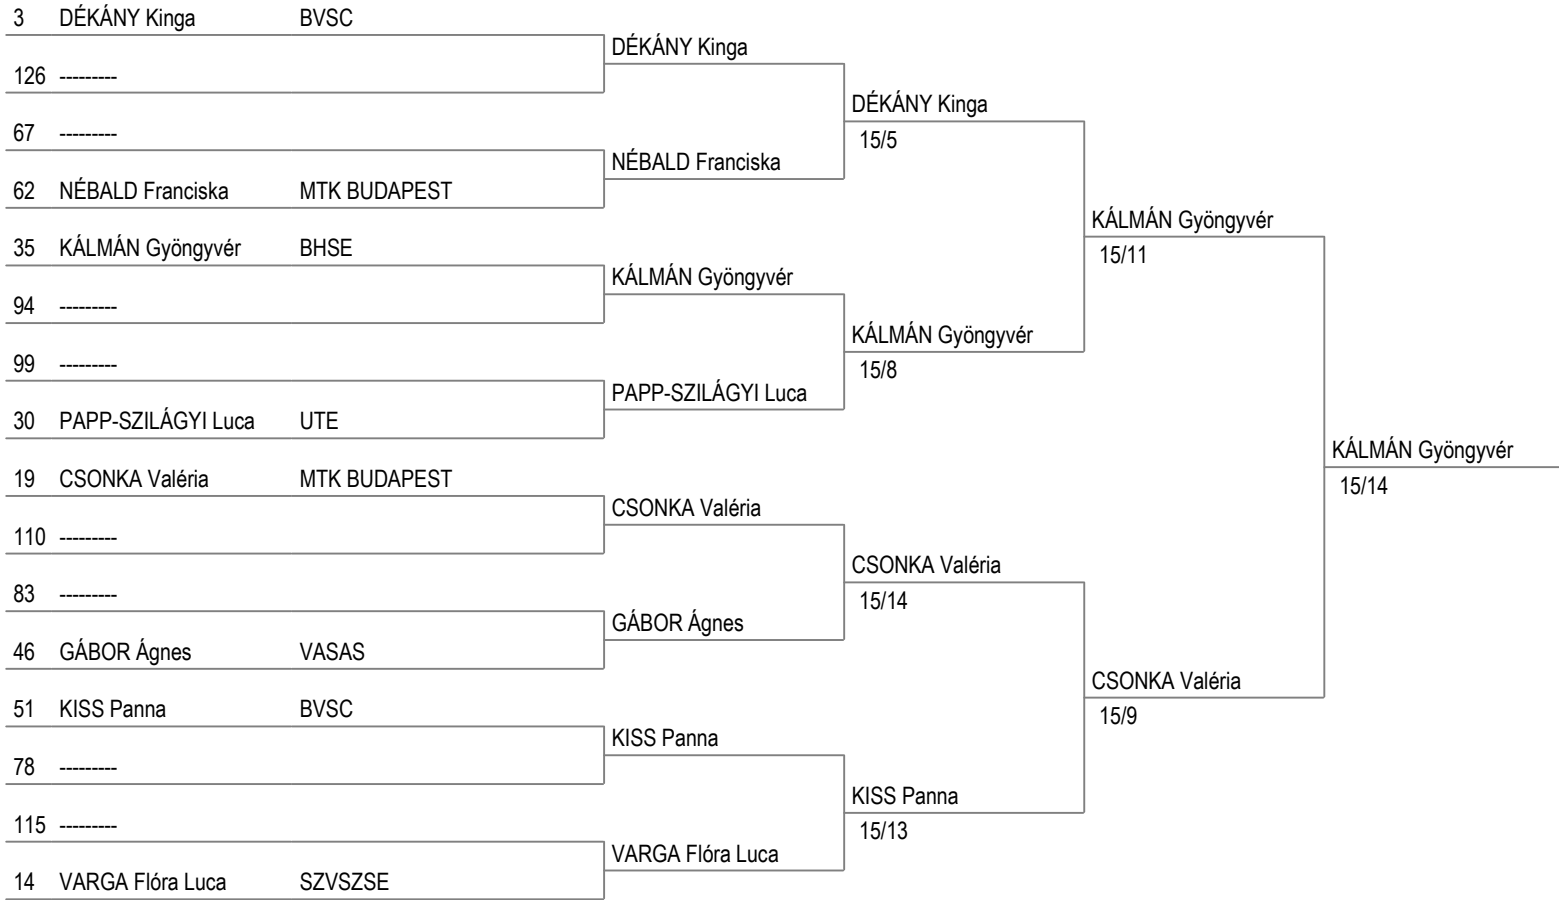 3 DÉKÁNY Kinga BVSC
DÉKÁNY Kinga
126 ---------
DÉKÁNY Kinga
67 ---------
15/5
NÉBALD Franciska
62 NÉBALD Franciska MTK BUDAPEST
KÁLMÁN Gyöngyvér
35 KÁLMÁN Gyöngyvér BHSE
15/11
KÁLMÁN Gyöngyvér
94 ---------
KÁLMÁN Gyöngyvér
99 ---------
15/8
PAPP-SZILÁGYI Luca
30 PAPP-SZILÁGYI Luca UTE
KÁLMÁN Gyöngyvér
19 CSONKA Valéria MTK BUDAPEST
15/14
CSONKA Valéria
110 ---------
CSONKA Valéria
83 ---------
15/14
GÁBOR Ágnes
46 GÁBOR Ágnes VASAS
CSONKA Valéria
51 KISS Panna BVSC
15/9
KISS Panna
78 ---------
KISS Panna
115 ---------
15/13
VARGA Flóra Luca
14 VARGA Flóra Luca SZVSZSE